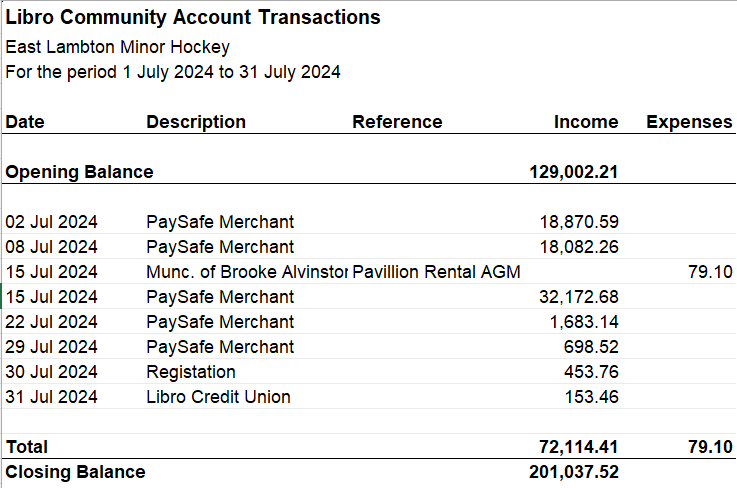 Libro Community Account Transactions
East Lambton Minor Hockey
For the period 1 July 2024 to 31 July 2024
Date Description Reference Income Expenses
Opening Balance 129,002.21
02 Jul 2024 PaySafe Merchant 18,870.59
08 Jul 2024 PaySafe Merchant 18,082.26
15 Jul 2024 Munc. of Brooke Alvinstor Pavillion Rental AGM 79.10
15 Jul 2024 PaySafe Merchant 32,172.68
22 Jul 2024 PaySafe Merchant 1,683.14
29 Jul 2024 PaySafe Merchant 698.52
30 Jul 2024 Registation 453.76
31 Jul 2024 Libro Credit Union 153.46
Total 72,114.41 79.10
Closing Balance 201,037.52